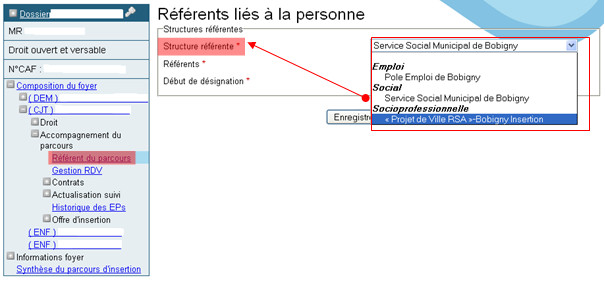 Dossier
MR
Droit ouvert et versable
N°CAF :
Composition du foyer
( DEM )
( CJT )
Droit
Accompagnement du
parcours
Référent du parcours
Gestion RDV
Contrats
Actualisation suivi
Historique des EPs
Offre d'insertion
( ENF )
( ENF )
Informations foyer
Synthèse du parcours d'insertion
Référents liés à la personne
Structures référentes
Structure référente *
Service Social Municipal de Bobigny
Référents *
Début de désignation *
Emploi
Pole Emploi de Bobigny
Social
Service Social Municipal de Bobigny
Socioprofessionnelle
« Projet de Ville RSA »-Bobigny Insertion
Enregistre